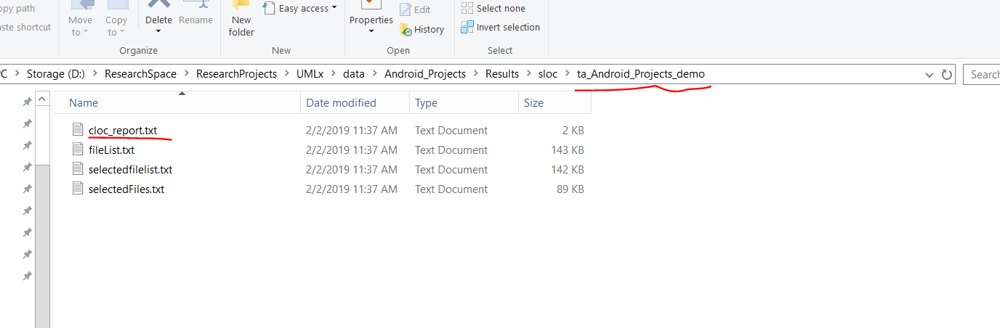 Move to Copy to Delete Rename New folder Easy access Properties Edit History Select none Invert selection
opy path
aste shortcut
Organize New Open Select
PC Storage (D:) ResearchSpace ResearchProjects UMLx data Android_Projects Results sloc ta_Android_Projects_demo Search
Name Date modified Type Size
cloc_report.txt 2/2/2019 11:37 AM Text Document 2 KB
fileList.txt 2/2/2019 11:37 AM Text Document 143 KB
selectedfilelist.txt 2/2/2019 11:37 AM Text Document 142 KB
selectedFiles.txt 2/2/2019 11:37 AM Text Document 89 KB